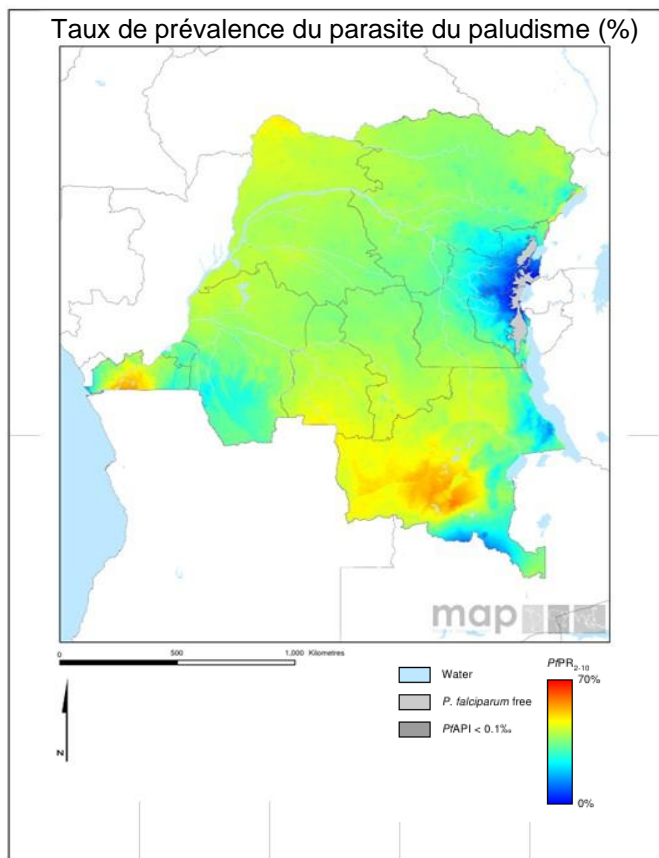 Taux de prévalence du parasite du paludisme (%)
map
0 500 1,000 Kilometres
N
Water
P. falciparum free
PfAPI < 0.1‰
PfPR2-10
70%
0%